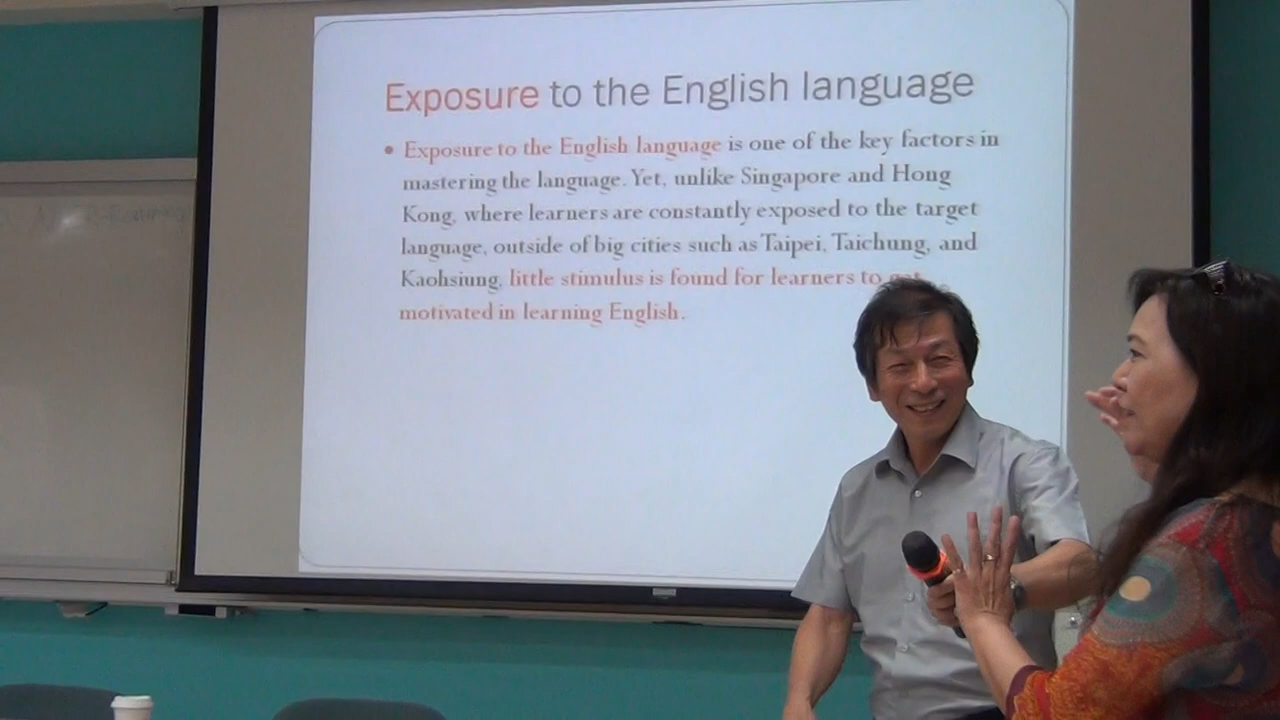 Exposure to the English language
• Exposure to the English language is one of the key factors in
mastering the language. Yet, unlike Singapore and Hong
Kong, where learners are constantly exposed to the target
language, outside of big cities such as Taipei, Taichung, and
Kaohsiung, little stimulus is found for learners to get
motivated in learning English.